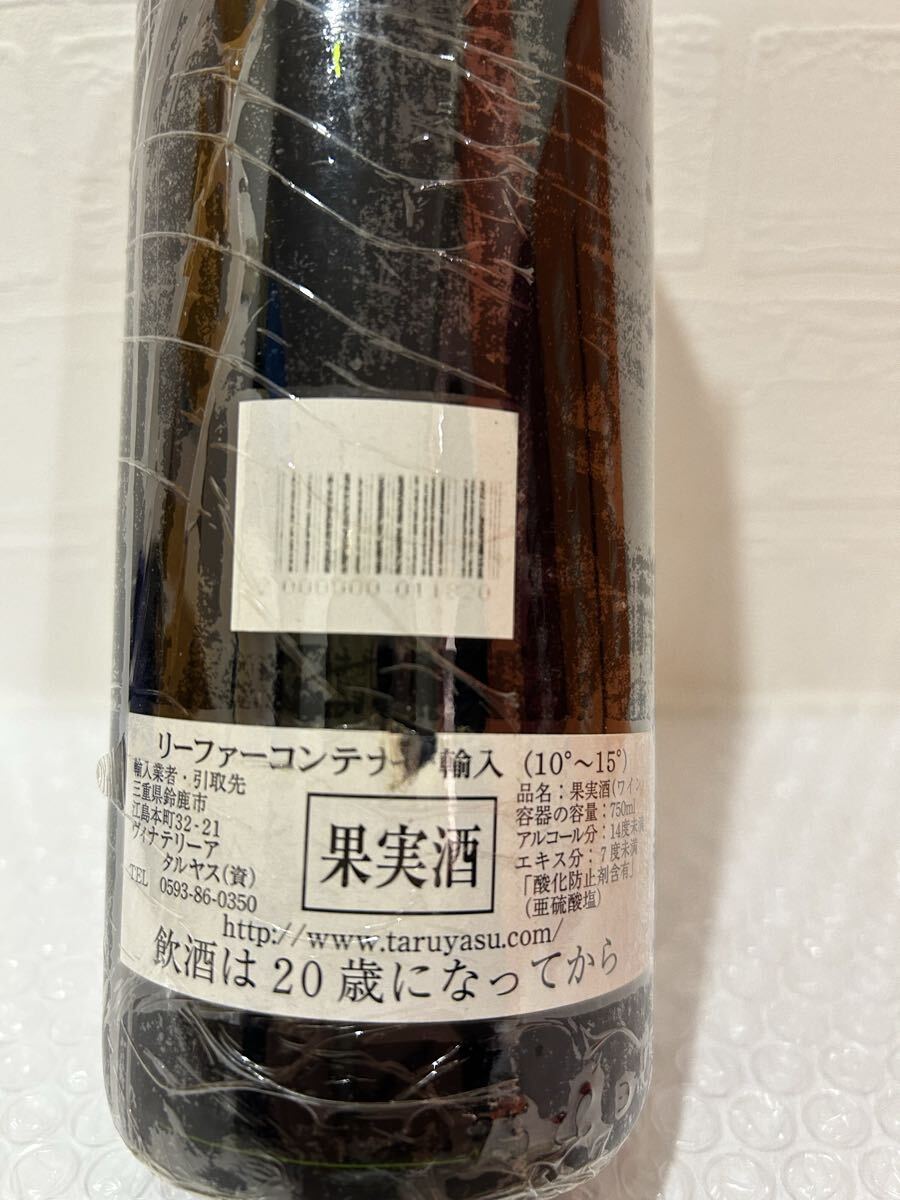 000900 011820
リーファーコンテナー輸入 (10°～15°)
輸入業者・引取先
三重県鈴鹿市
江島本町32-21
ヴィナテリーア
タルヤス(資)
TEL 0593-86-0350
果実酒
品名：果実酒(ワイン
容器の容量：750ml
アルコール分：14度未満
エキス分：7度未満
「酸化防止剤含有」
(亜硫酸塩)
http://www.taruyasu.com/
飲酒は20歳になってから